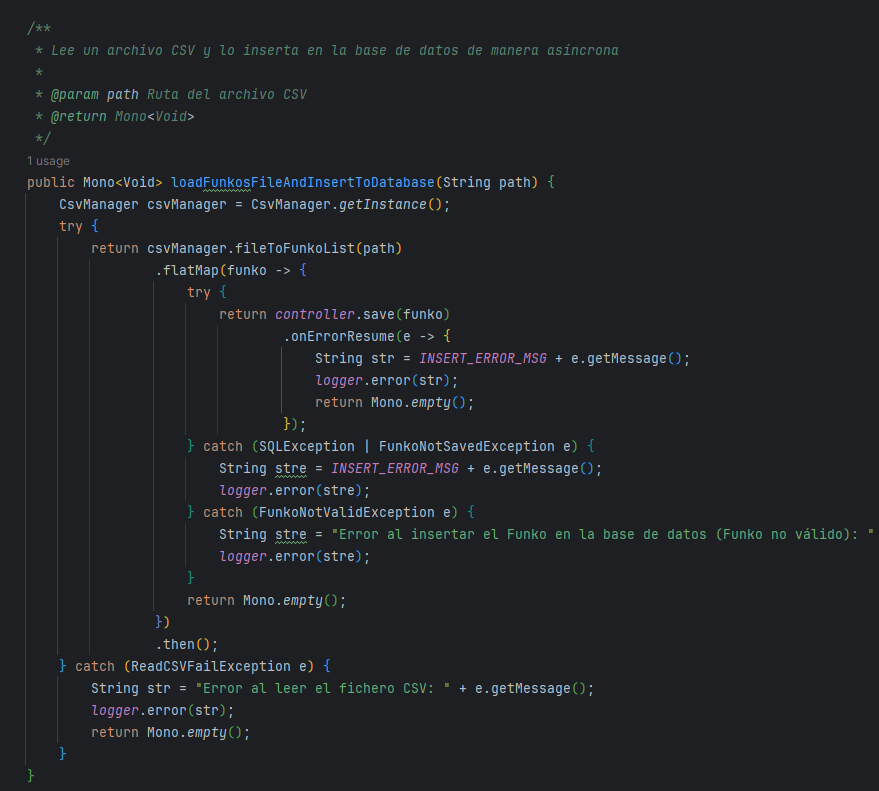 /**
 * Lee un archivo CSV y lo inserta en la base de datos de manera asíncrona
 *
 * @param path Ruta del archivo CSV
 * @return Mono<Void>
 */
1 usage
public Mono<Void> loadFunkosFileAndInsertToDatabase(String path) {
    CsvManager csvManager = CsvManager.getInstance();
    try {
        return csvManager.fileToFunkoList(path)
                .flatMap(funko -> {
                    try {
                        return controller.save(funko)
                                .onErrorResume(e -> {
                                    String str = INSERT_ERROR_MSG + e.getMessage();
                                    logger.error(str);
                                    return Mono.empty();
                                });
                    } catch (SQLException | FunkoNotSavedException e) {
                        String stre = INSERT_ERROR_MSG + e.getMessage();
                        logger.error(stre);
                    } catch (FunkoNotValidException e) {
                        String stre = "Error al insertar el Funko en la base de datos (Funko no válido): "
                        logger.error(stre);
                    }
                    return Mono.empty();
                })
                .then();
    } catch (ReadCSVFailException e) {
        String str = "Error al leer el fichero CSV: " + e.getMessage();
        logger.error(str);
        return Mono.empty();
    }
}